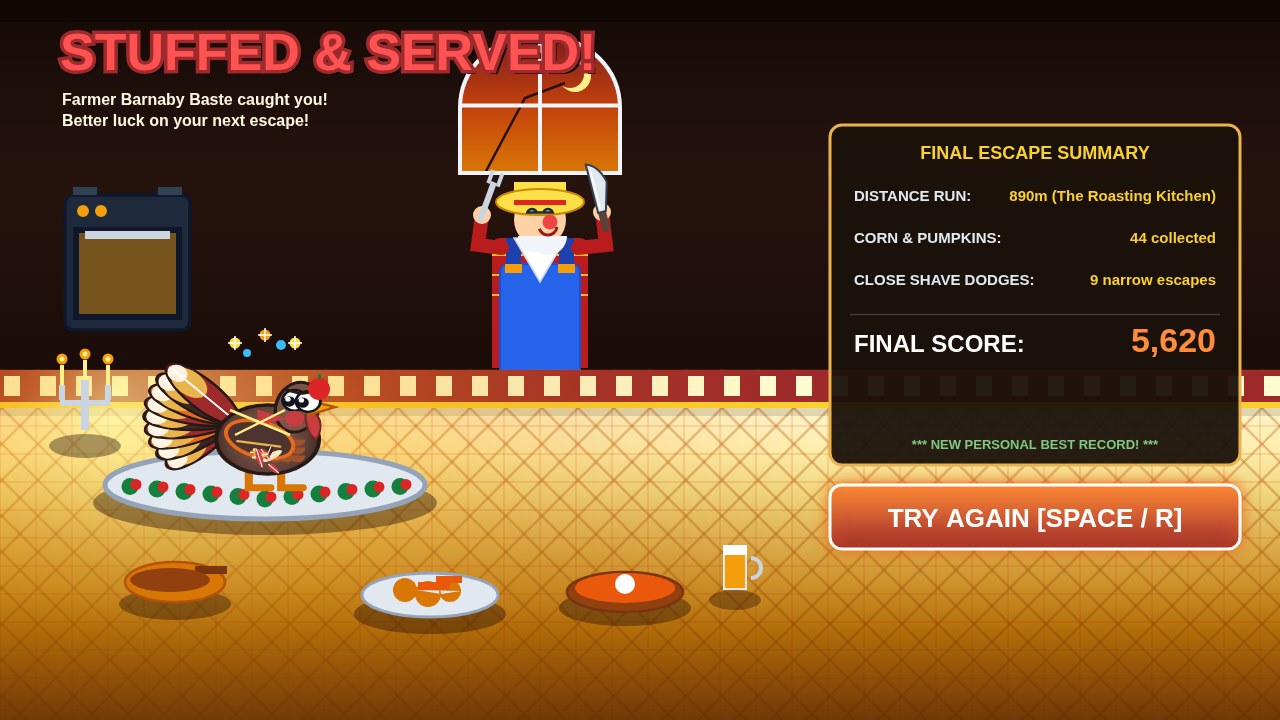 STUFFED & SERVED!
Farmer Barnaby Baste caught you!
Better luck on your next escape!
FINAL ESCAPE SUMMARY
DISTANCE RUN: 890m (The Roasting Kitchen)
CORN & PUMPKINS: 44 collected
CLOSE SHAVE DODGES: 9 narrow escapes
FINAL SCORE: 5,620
*** NEW PERSONAL BEST RECORD! ***
TRY AGAIN [SPACE / R]